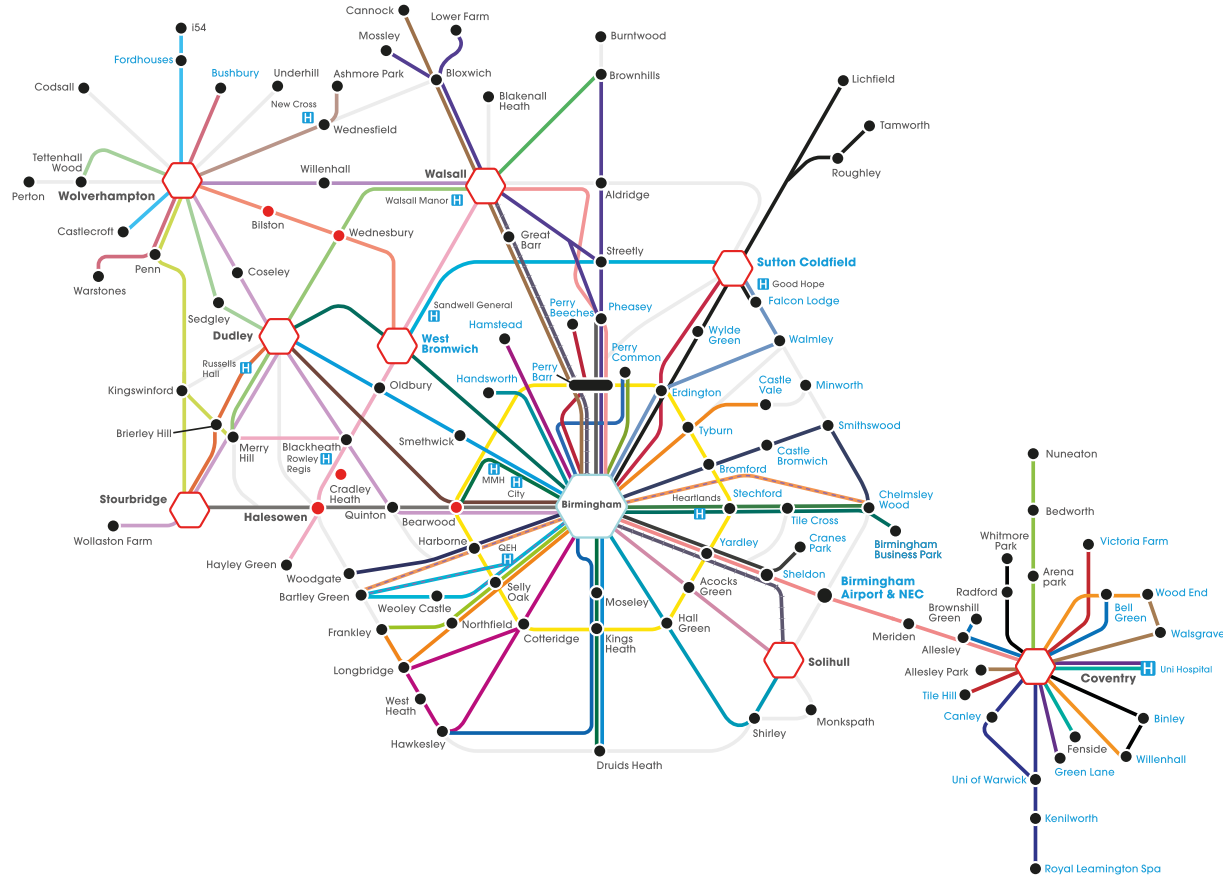 Cannock
Lower Farm
i54
Mossley
Burntwood
Fordhouses
Bushbury
Underhill
Ashmore Park
Bloxwich
Brownhills
Lichfield
Codsall
New Cross
H
Blakenall
Heath
Wednesfield
Tamworth
Tettenhall
Wood
Willenhall
Walsall
Roughley
Perton
Wolverhampton
Walsall Manor H
Aldridge
Castlecroft
Bilston
Wednesbury
Great
Barr
Streetly
Penn
Coseley
Sutton Coldfield
Warstones
H Good Hope
Sedgley
Sandwell General
H
Perry
Beeches
Pheasey
Falcon Lodge
Dudley
Hamstead
Wylde
Green
West
Bromwich
Perry
Common
Walmley
Russells
Hall
H
Perry
Barr
Kingswinford
Oldbury
Handsworth
Erdington
Castle
Vale
Minworth
Brierley Hill
Merry
Hill
Blackheath
Smethwick
Tyburn
Smithswood
Rowley
Regis
H
Castle
Bromwich
Nuneaton
H
MMH
H
City
Bromford
Cradley
Heath
Stourbridge
Halesowen
Quinton
Bearwood
Birmingham
Heartlands
H
Stechford
Chelmsley
Wood
Tile Cross
Bedworth
Wollaston Farm
Birmingham
Business Park
Harborne
QEH
H
Yardley
Cranes
Park
Whitmore
Park
Victoria Farm
Hayley Green
Woodgate
Sheldon
Arena
park
Bartley Green
Weoley Castle
Selly
Oak
Moseley
Acocks
Green
Birmingham
Airport & NEC
Radford
Wood End
Bell
Green
Brownshill
Green
Frankley
Northfield
Cotteridge
Kings
Heath
Hall
Green
Meriden
Allesley
Walsgrave
Longbridge
Solihull
Allesley Park
H Uni Hospital
Coventry
West
Heath
Tile Hill
Monkspath
Canley
Binley
Hawkesley
Shirley
Fenside
Druids Heath
Willenhall
Green Lane
Uni of Warwick
Kenilworth
Royal Leamington Spa